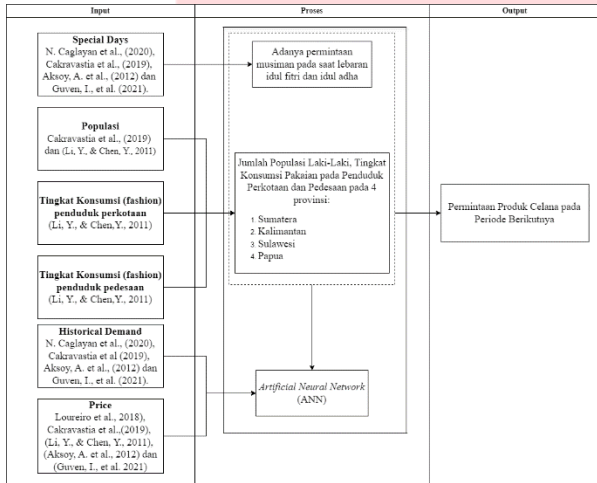 Input
Proses
Output
Special Days
N. Caglayan et al., (2020),
Cakravastia et al., (2019),
Aksoy, A. et al., (2012) dan
Guven, I., et al. (2021).
Adanya permintaan
musiman pada saat lebaran
idul fitri dan idul adha
Populasi
Cakravastia et al., (2019)
dan (Li, Y., & Chen, Y., 2011)
Tingkat Konsumsi (fashion)
penduduk perkotaan
(Li, Y., & Chen,Y., 2011)
Tingkat Konsumsi (fashion)
penduduk pedesaan
(Li, Y., & Chen,Y., 2011)
Jumlah Populasi Laki-Laki, Tingkat
Konsumsi Pakaian pada Penduduk
Perkotaan dan Pedesaan pada 4
provinsi:
1. Sumatera
2. Kalimantan
3. Sulawesi
4. Papua
Permintaan Produk Celana pada
Periode Berikutnya
Historical Demand
N. Caglayan et al., (2020),
Cakravastia et al (2019),
Aksoy, A. et al., (2012) dan
Guven, I., et al. (2021).
Artificial Neural Network
(ANN)
Price
Loureiro et al., 2018),
Cakravastia et al.,(2019),
(Li, Y., & Chen, Y., 2011),
(Aksoy, A. et al., 2012) dan
(Guven, I., et al. 2021)